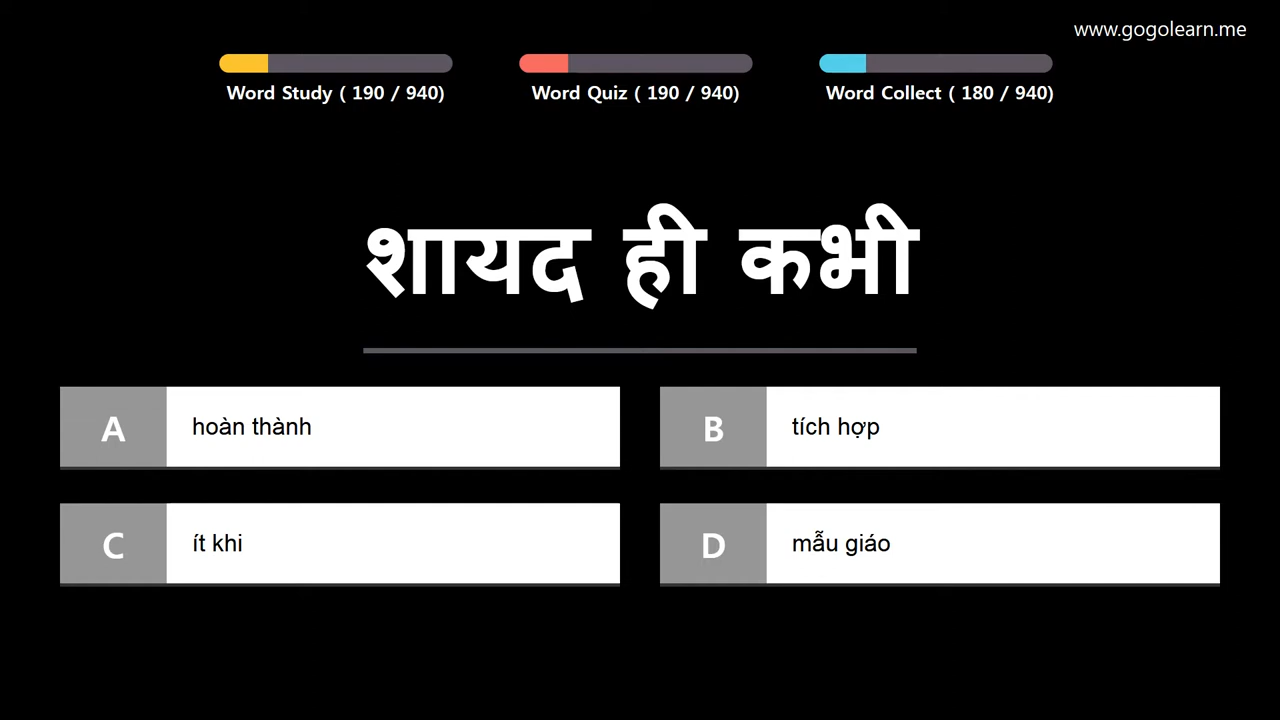 www.gogolearn.me
Word Study ( 190 / 940)
Word Quiz ( 190 / 940)
Word Collect ( 180 / 940)
शायद ही कभी
A hoàn thành
B tích hợp
C ít khi
D mẫu giáo